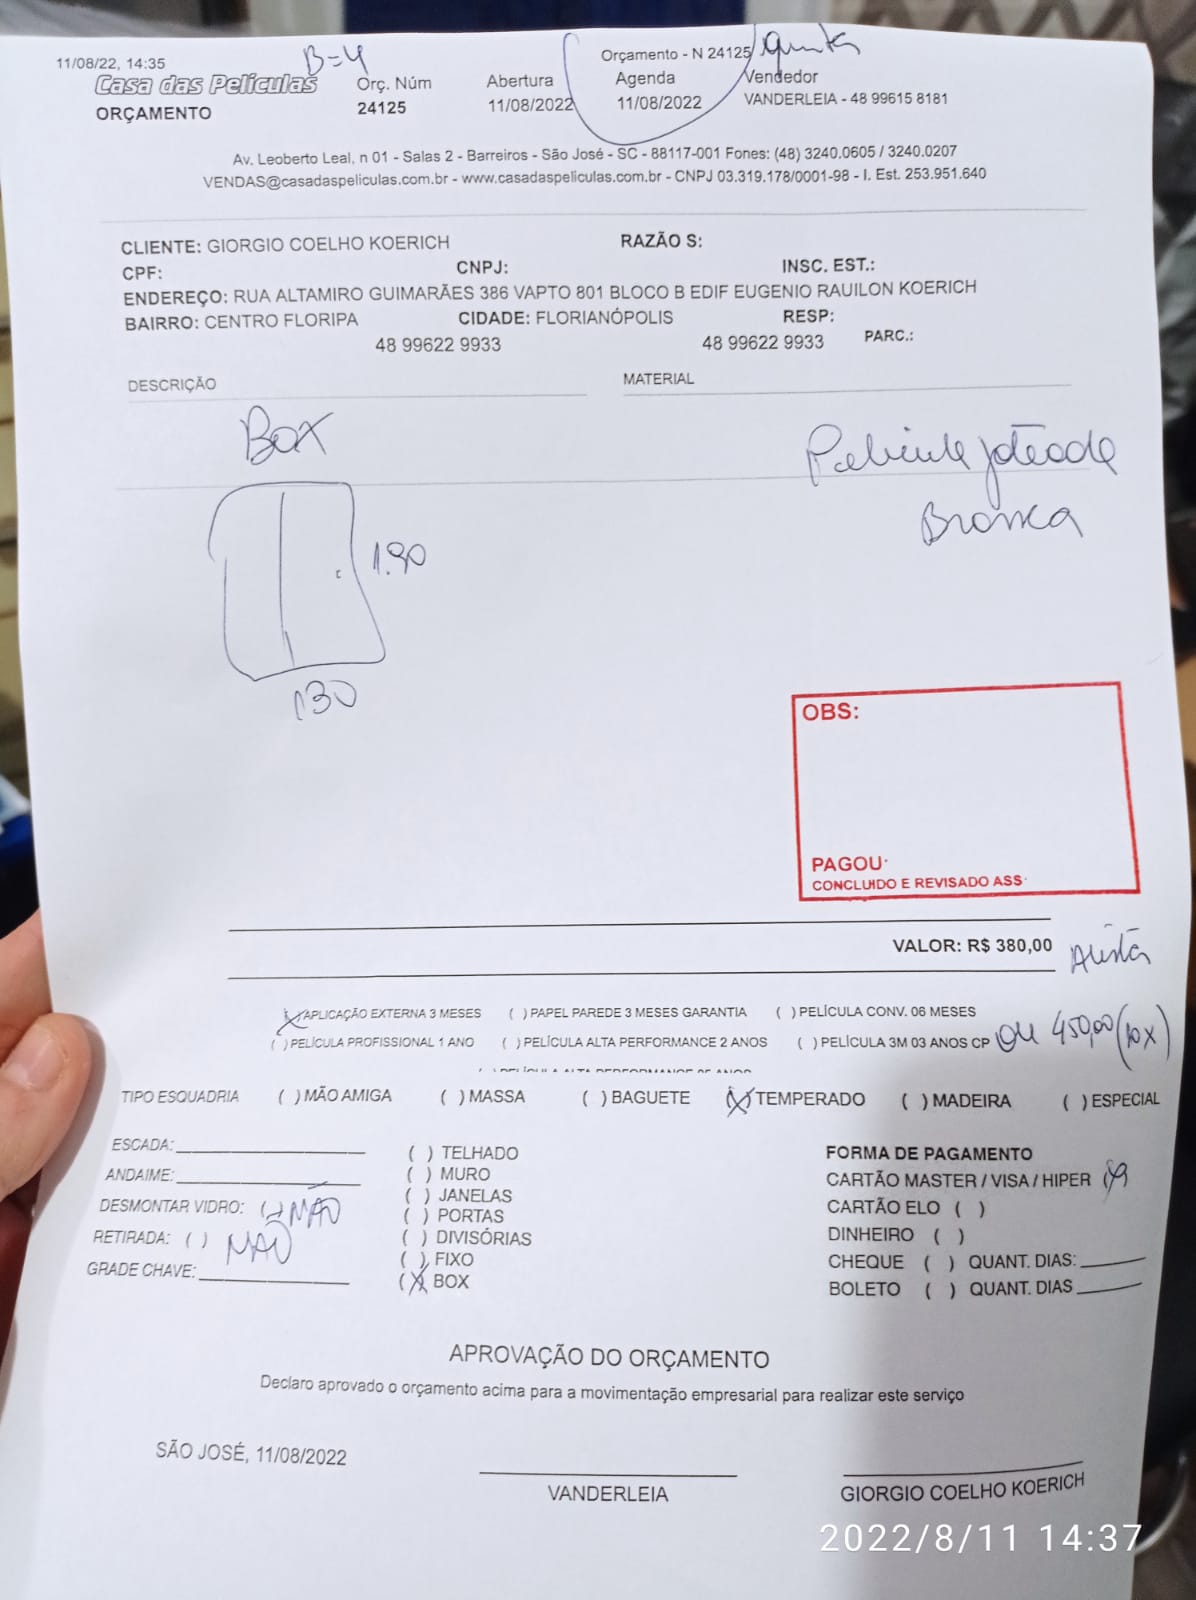 11/08/22, 14:35
B=4
Orçamento - N 24125
quinta
Casa das Películas
ORÇAMENTO
Orç. Núm
24125
Abertura
11/08/2022
Agenda
11/08/2022
Vendedor
VANDERLEIA - 48 99615 8181
Av. Leoberto Leal, n 01 - Salas 2 - Barreiros - São José - SC - 88117-001 Fones: (48) 3240.0605 / 3240.0207
VENDAS@casadaspeliculas.com.br - www.casadaspeliculas.com.br - CNPJ 03.319.178/0001-98 - I. Est. 253.951.640
CLIENTE: GIORGIO COELHO KOERICH RAZÃO S:
CPF: CNPJ: INSC. EST.:
ENDEREÇO: RUA ALTAMIRO GUIMARÃES 386 VAPTO 801 BLOCO B EDIF EUGENIO RAUILON KOERICH
BAIRRO: CENTRO FLORIPA CIDADE: FLORIANÓPOLIS RESP:
48 99622 9933 48 99622 9933 PARC.:
DESCRIÇÃO MATERIAL
Box
Pelicula jateada
Branca
1.90
130
OBS:
PAGOU
CONCLUIDO E REVISADO ASS
VALOR: R$ 380,00
Avista
(X) APLICAÇÃO EXTERNA 3 MESES ( ) PAPEL PAREDE 3 MESES GARANTIA ( ) PELÍCULA CONV. 06 MESES
( ) PELÍCULA PROFISSIONAL 1 ANO ( ) PELÍCULA ALTA PERFORMANCE 2 ANOS ( ) PELÍCULA 3M 03 ANOS CP
ou 450,00 (10X)
TIPO ESQUADRIA ( ) MÃO AMIGA ( ) MASSA ( ) BAGUETE (X) TEMPERADO ( ) MADEIRA ( ) ESPECIAL
ESCADA:
ANDAIME:
DESMONTAR VIDRO: ( ) NÃO
RETIRADA: ( ) NÃO
GRADE CHAVE:
( ) TELHADO
( ) MURO
( ) JANELAS
( ) PORTAS
( ) DIVISÓRIAS
( ) FIXO
(X) BOX
FORMA DE PAGAMENTO
CARTÃO MASTER / VISA / HIPER (X)
CARTÃO ELO ( )
DINHEIRO ( )
CHEQUE ( ) QUANT. DIAS:
BOLETO ( ) QUANT. DIAS
APROVAÇÃO DO ORÇAMENTO
Declaro aprovado o orçamento acima para a movimentação empresarial para realizar este serviço
SÃO JOSÉ, 11/08/2022
VANDERLEIA
GIORGIO COELHO KOERICH
2022/8/11 14:37